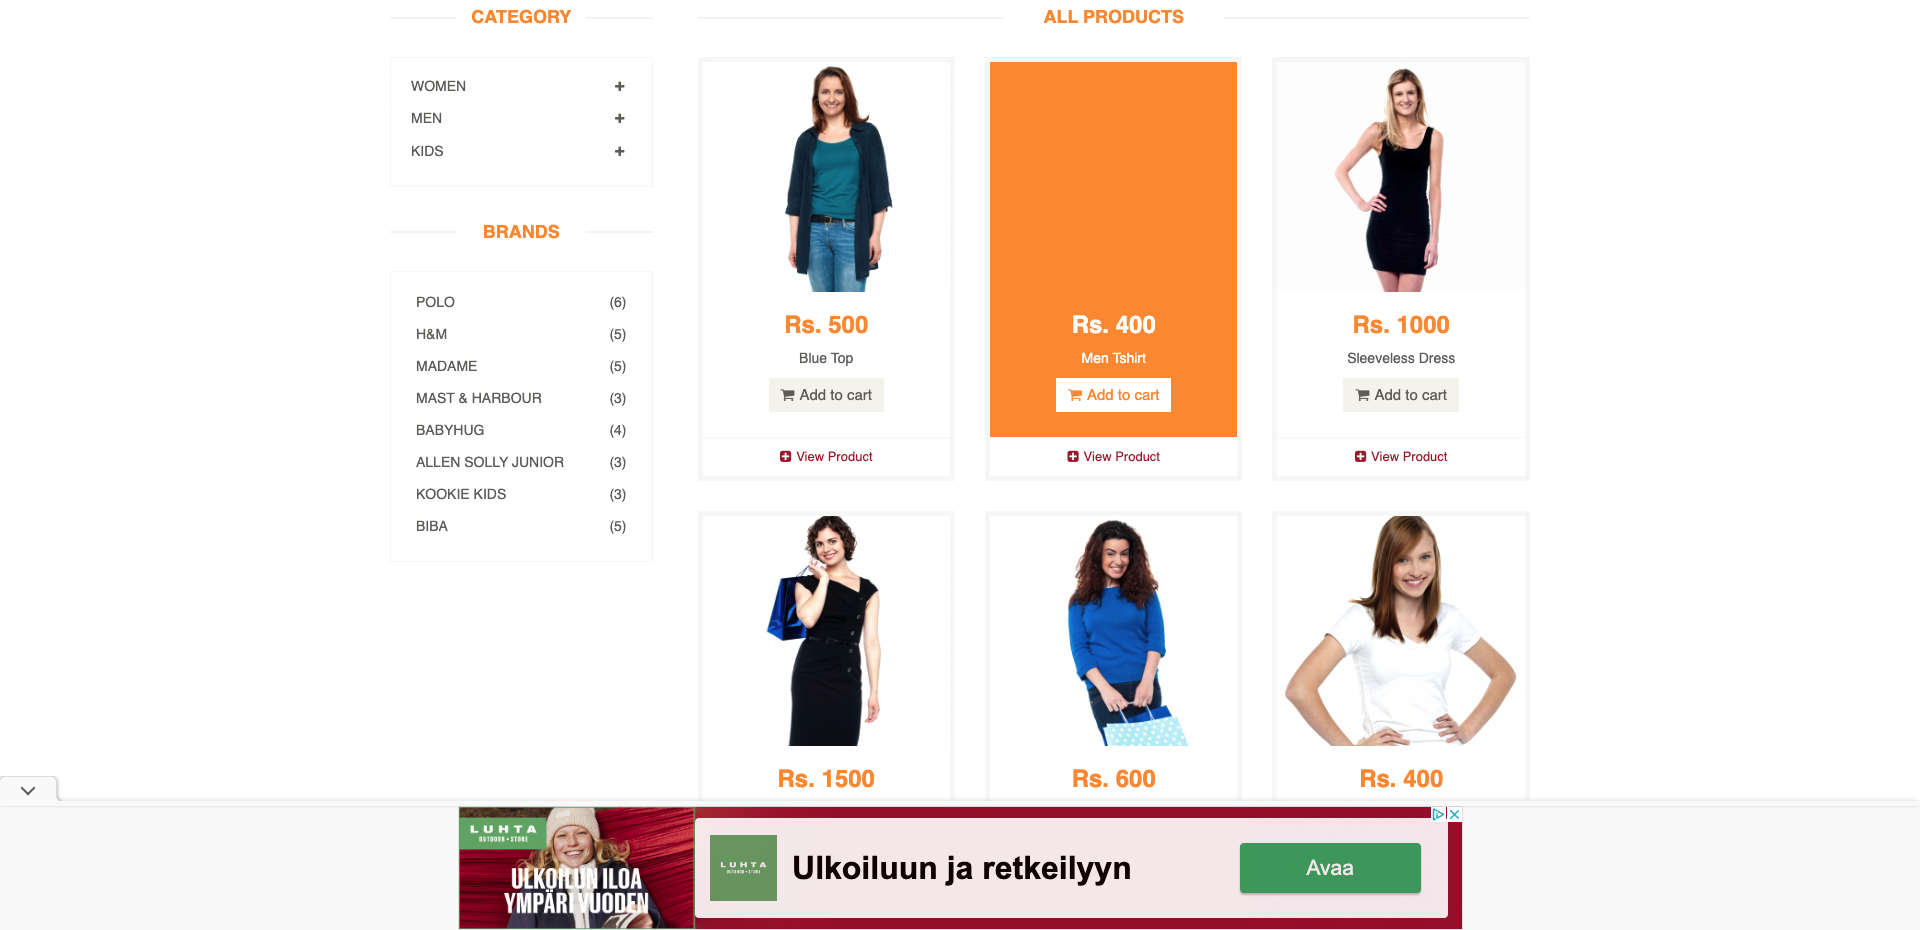 CATEGORY
WOMEN
MEN
KIDS
BRANDS
POLO (6)
H&M (5)
MADAME (5)
MAST & HARBOUR (3)
BABYHUG (4)
ALLEN SOLLY JUNIOR (3)
KOOKIE KIDS (3)
BIBA (5)
ALL PRODUCTS
Rs. 500
Blue Top
Add to cart
View Product
Rs. 400
Men Tshirt
Add to cart
View Product
Rs. 1000
Sleeveless Dress
Add to cart
View Product
Rs. 1500
Rs. 600
Rs. 400
LUHTA
OUTDOOR • STORE
ULKOILUN ILOA
YMPÄRI VUODEN
LUHTA
OUTDOOR • STORE
Ulkoiluun ja retkeilyyn
Avaa